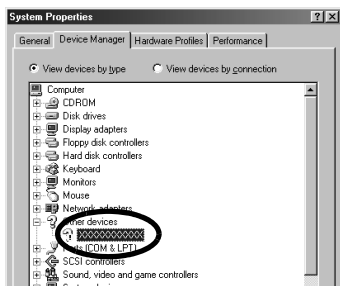 System Properties
General Device Manager Hardware Profiles Performance
View devices by type View devices by connection
Computer
CDROM
Disk drives
Display adapters
Floppy disk controllers
Hard disk controllers
Keyboard
Monitors
Mouse
Network adapters
Other devices
XXXXXXXXXXXX
Ports (COM & LPT)
SCSI controllers
Sound, video and game controllers